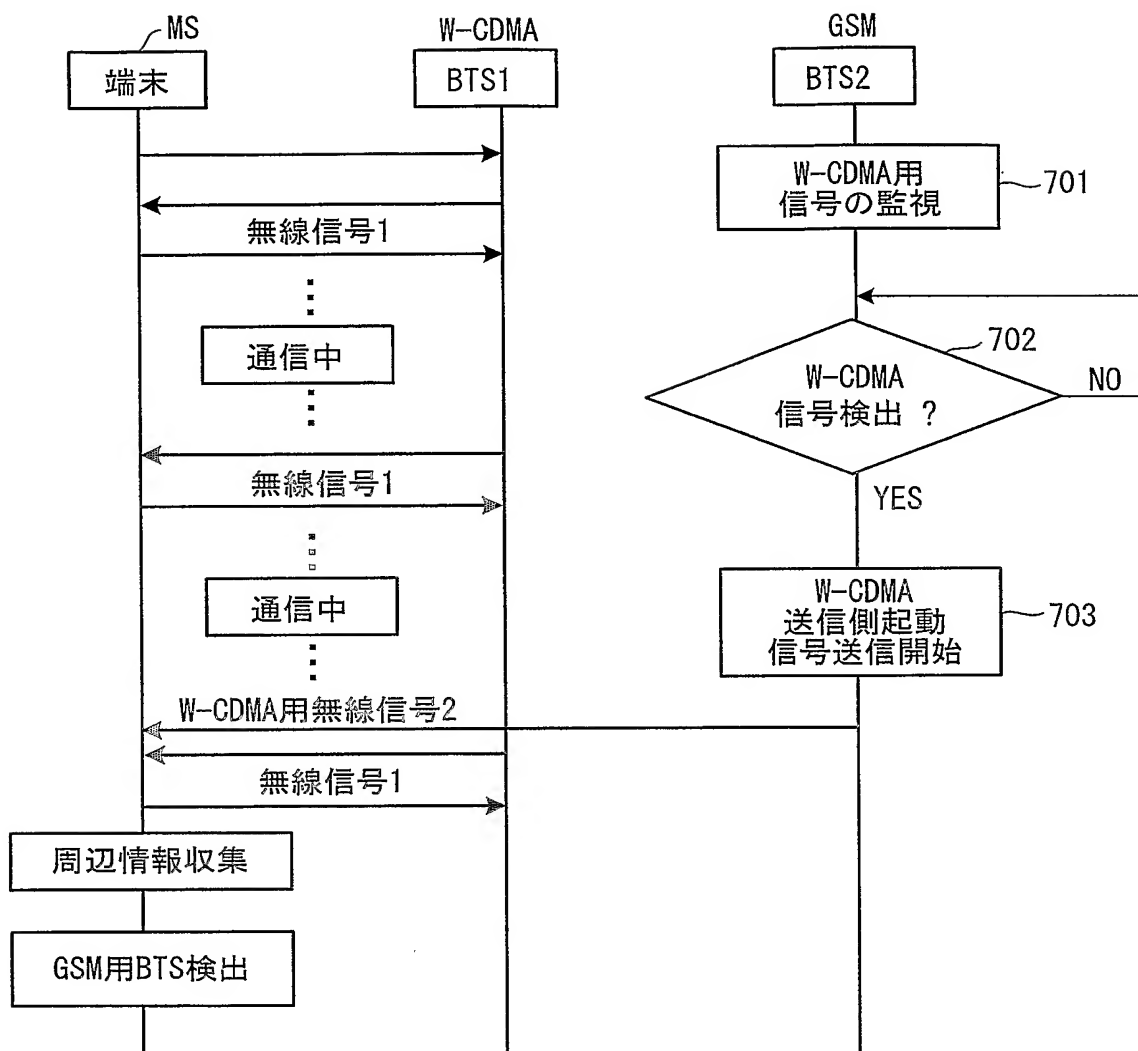 MS
W-CDMA
GSM
端末
BTS1
BTS2
W-CDMA用
信号の監視
701
無線信号1
702
通信中
W-CDMA
信号検出 ?
NO
無線信号1
YES
通信中
W-CDMA
送信側起動
信号送信開始
703
W-CDMA用無線信号2
無線信号1
周辺情報収集
GSM用BTS検出